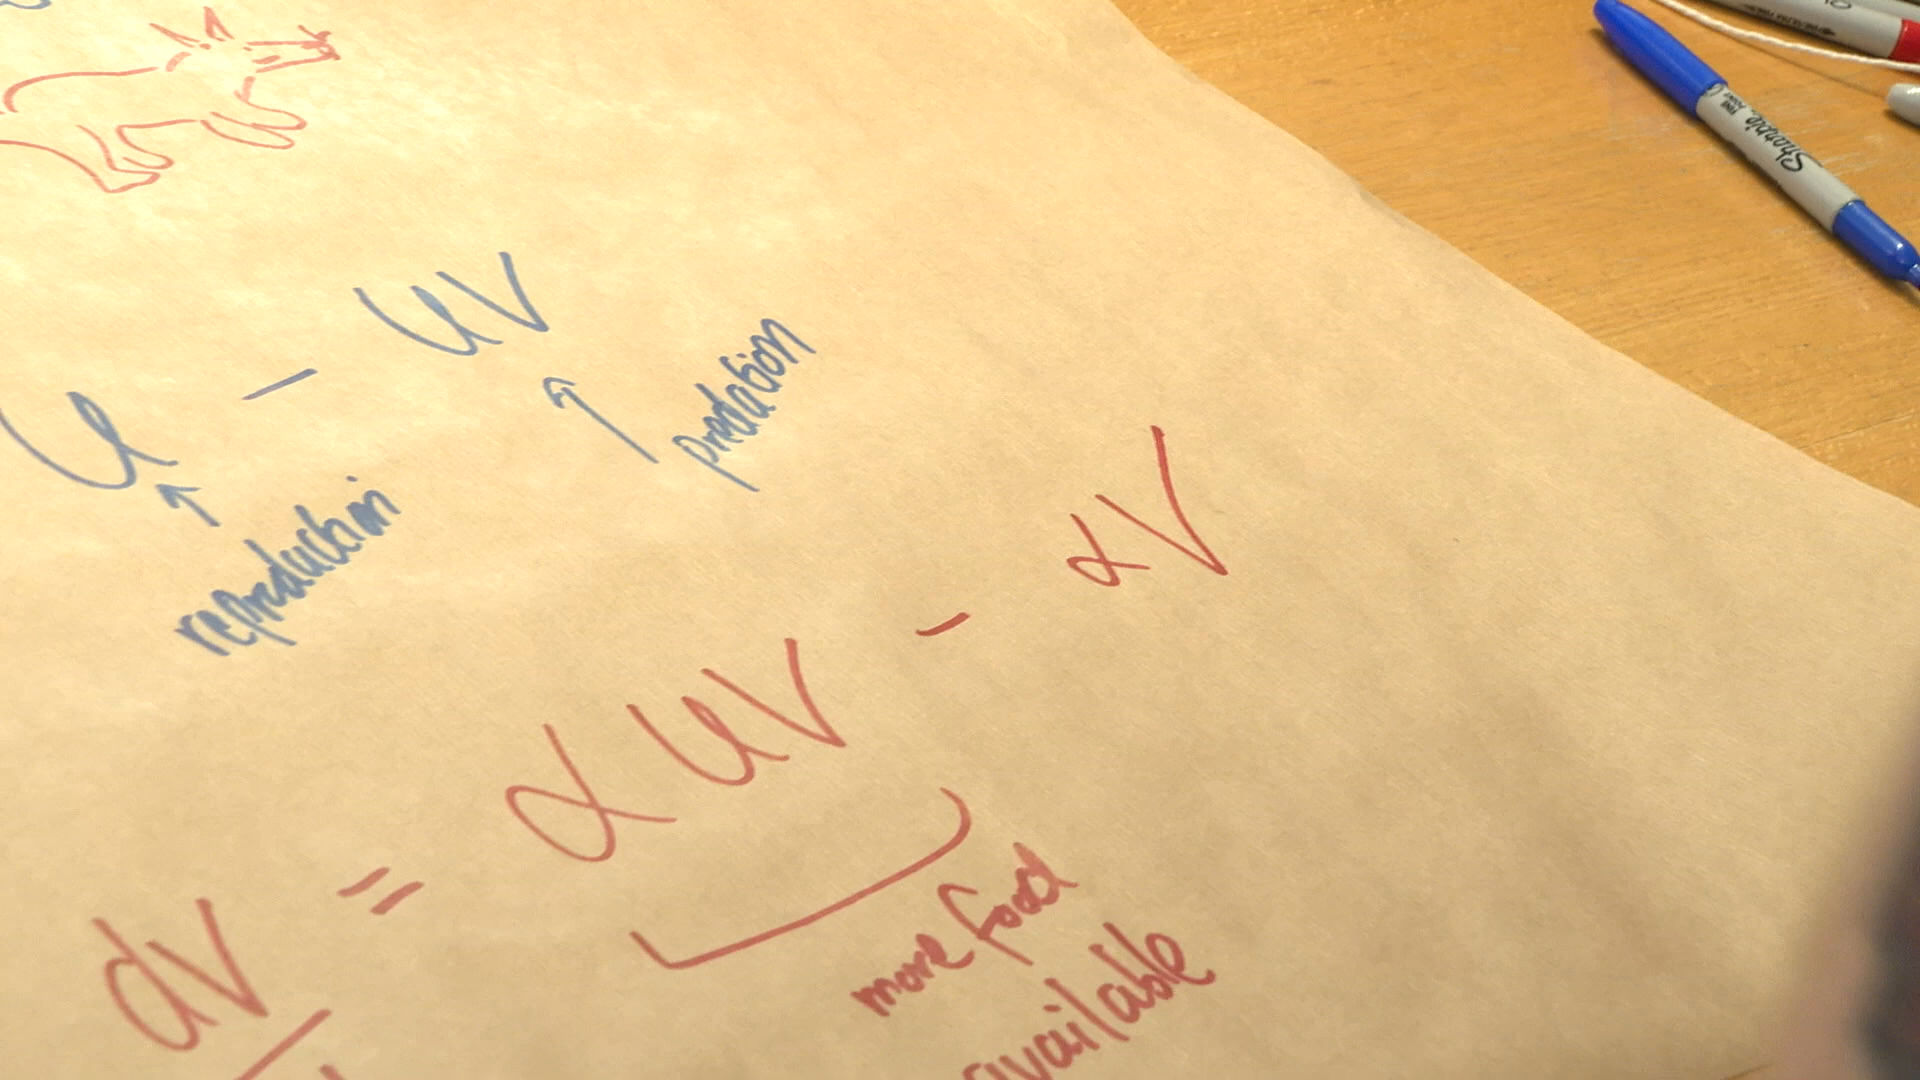 u - uv
reproduction
predation
dv = αuv - αv
more food
available
Sharpie